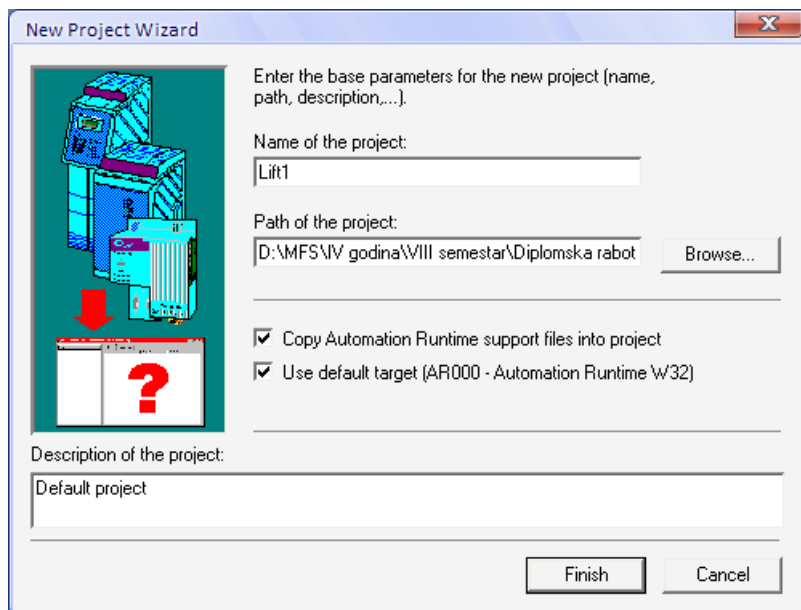 New Project Wizard
Enter the base parameters for the new project (name,
path, description,...).
Name of the project:
Lift1
Path of the project:
D:\MFS\IV godina\VIII semestar\Diplomska rabot
Browse...
Copy Automation Runtime support files into project
Use default target (AR000 - Automation Runtime W32)
?
Description of the project:
Default project
Finish
Cancel